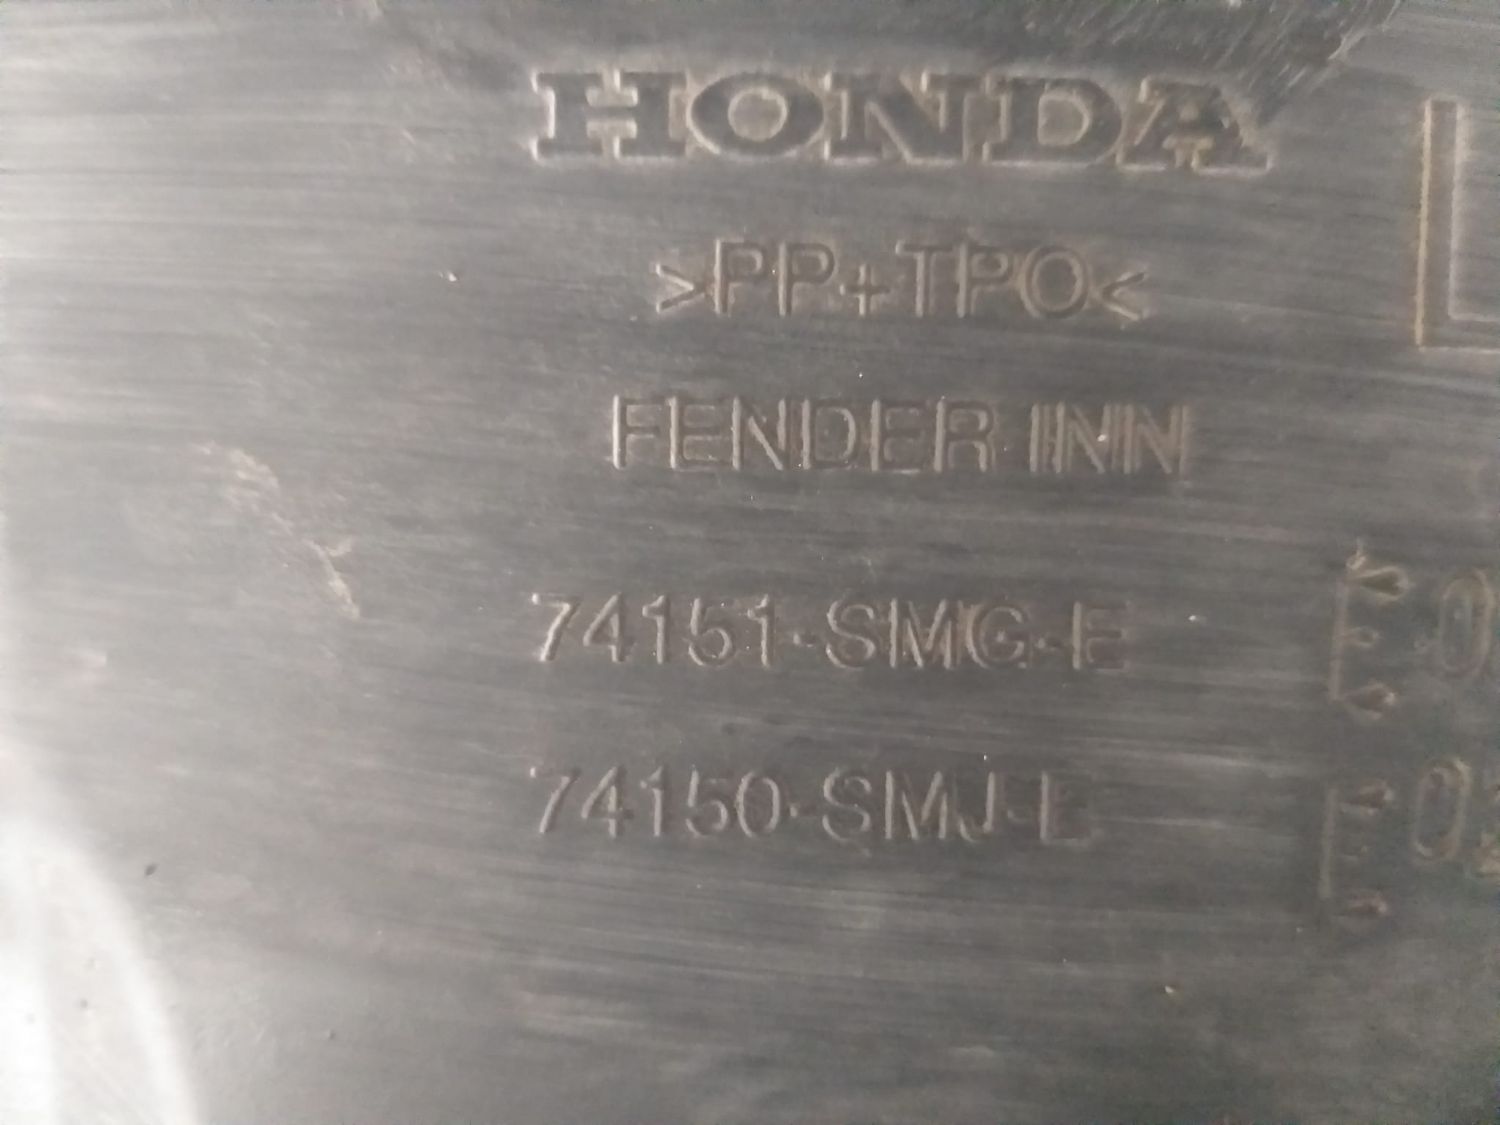 HONDA
L
>PP+TPO<
FENDER INN
74151-SMG-E
74150-SMJ-E